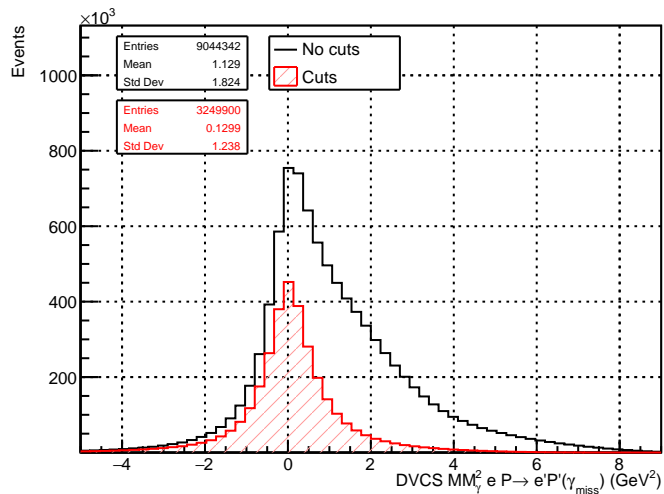 ×10³
Events
1000
800
600
400
200
Entries 9044342
Mean 1.129
Std Dev 1.824
Entries 3249900
Mean 0.1299
Std Dev 1.238
No cuts
Cuts
−4 −2 0 2 4 6 8
DVCS MM²γ e P→ e'P'(γmiss) (GeV²)